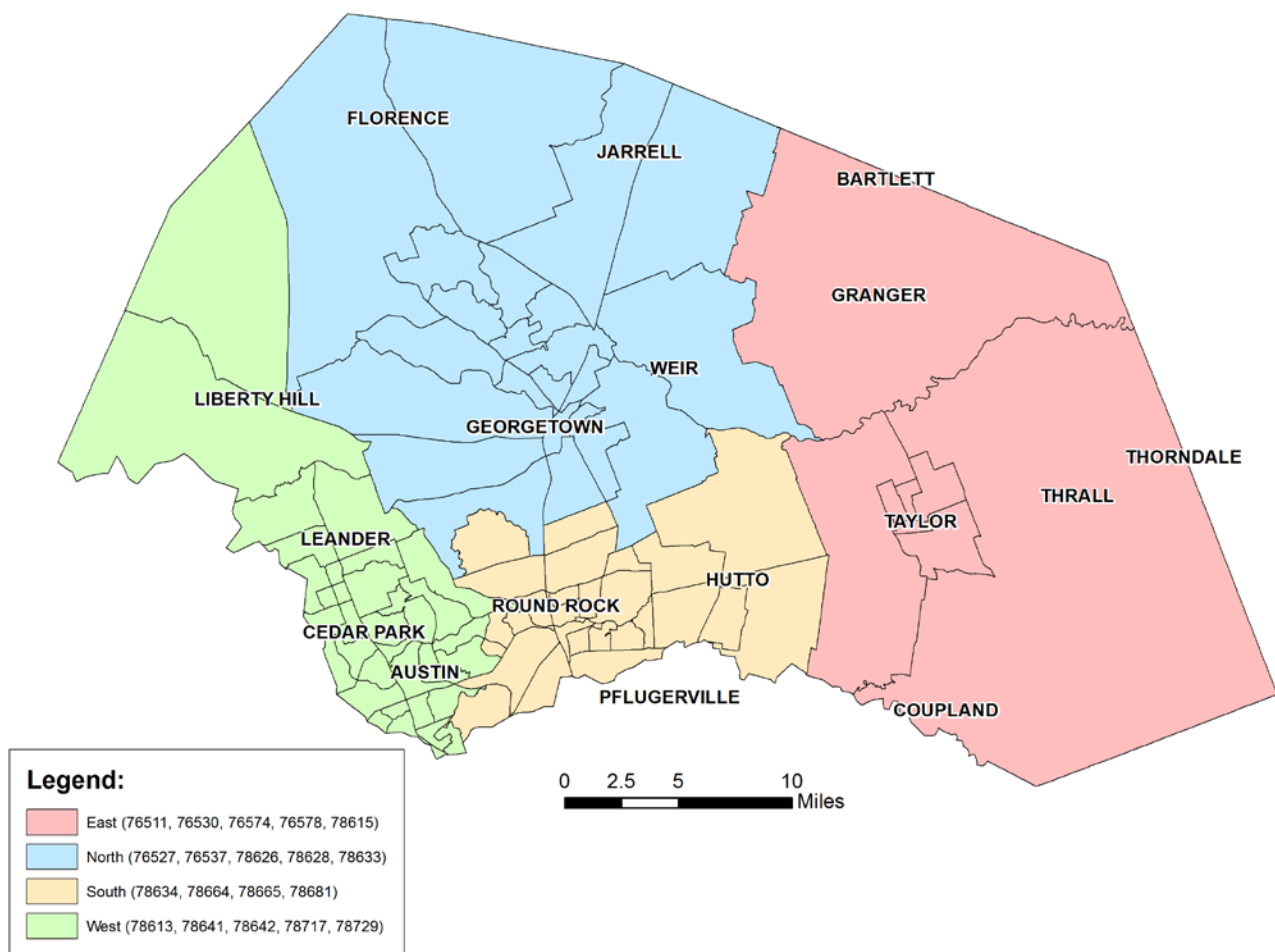 FLORENCE
JARRELL
BARTLETT
GRANGER
WEIR
LIBERTY HILL
GEORGETOWN
THORNDALE
THRALL
TAYLOR
LEANDER
HUTTO
ROUND ROCK
CEDAR PARK
AUSTIN
PFLUGERVILLE
COUPLAND
0 2.5 5 10
Miles
Legend:
East (76511, 76530, 76574, 76578, 78615)
North (76527, 76537, 78626, 78628, 78633)
South (78634, 78664, 78665, 78681)
West (78613, 78641, 78642, 78717, 78729)